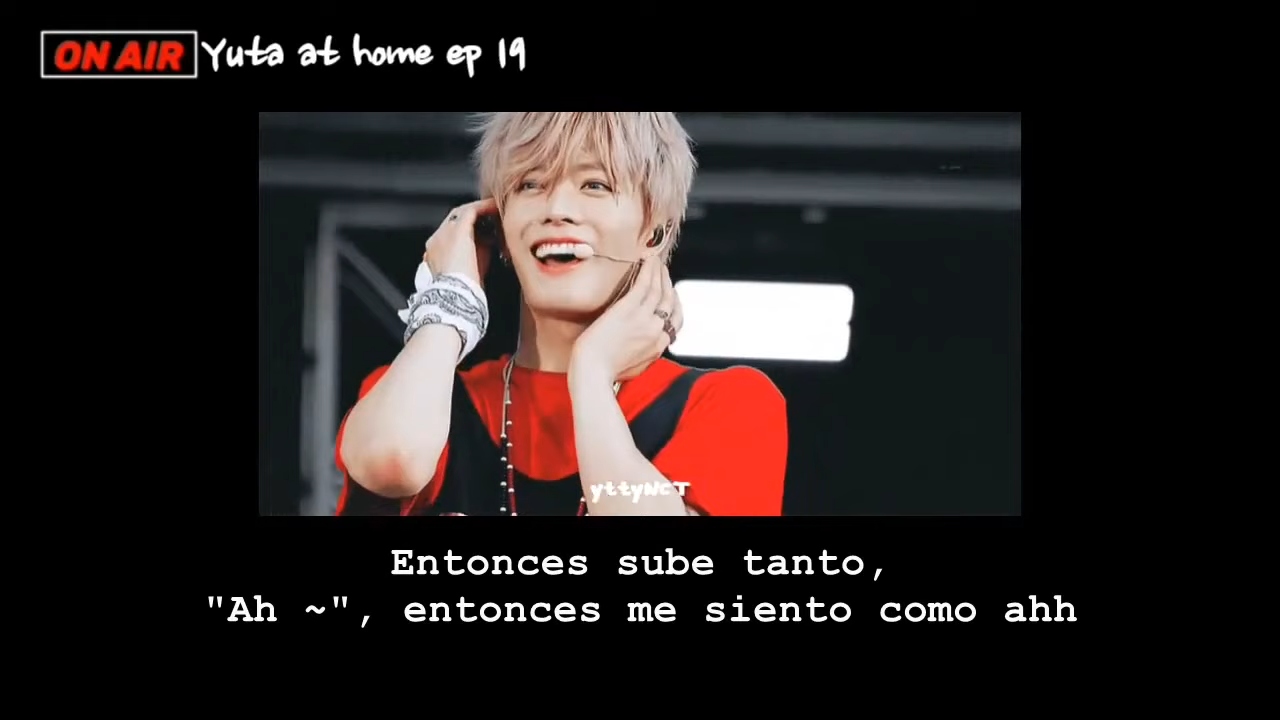 ON AIR Yuta at home ep 19
yttyNCT
Entonces sube tanto,
"Ah ~", entonces me siento como ahh